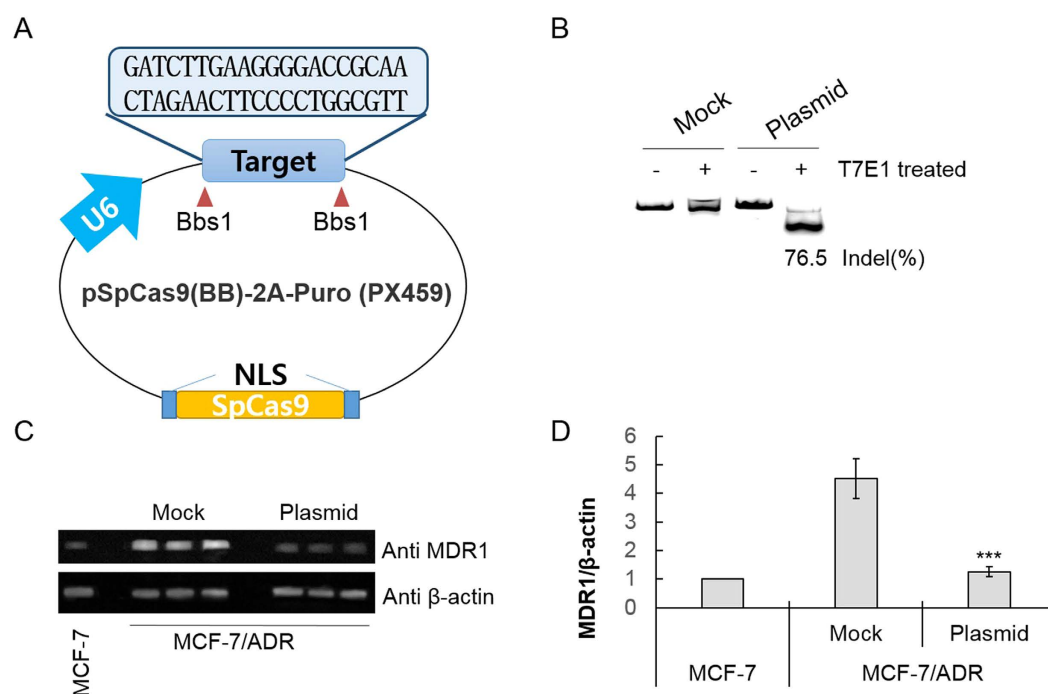 A
GATCTTGAAGGGGACCGCAA
CTAGAACTTCCCCTGGCGTT
Target
U6
Bbs1 Bbs1
pSpCas9(BB)-2A-Puro (PX459)
NLS
SpCas9
B
Mock Plasmid
- + - + T7E1 treated
76.5 Indel(%)
C
Mock Plasmid
Anti MDR1
Anti β-actin
MCF-7
MCF-7/ADR
D
MDR1/β-actin
6
5
4
3
2
1
0
***
Mock Plasmid
MCF-7 MCF-7/ADR